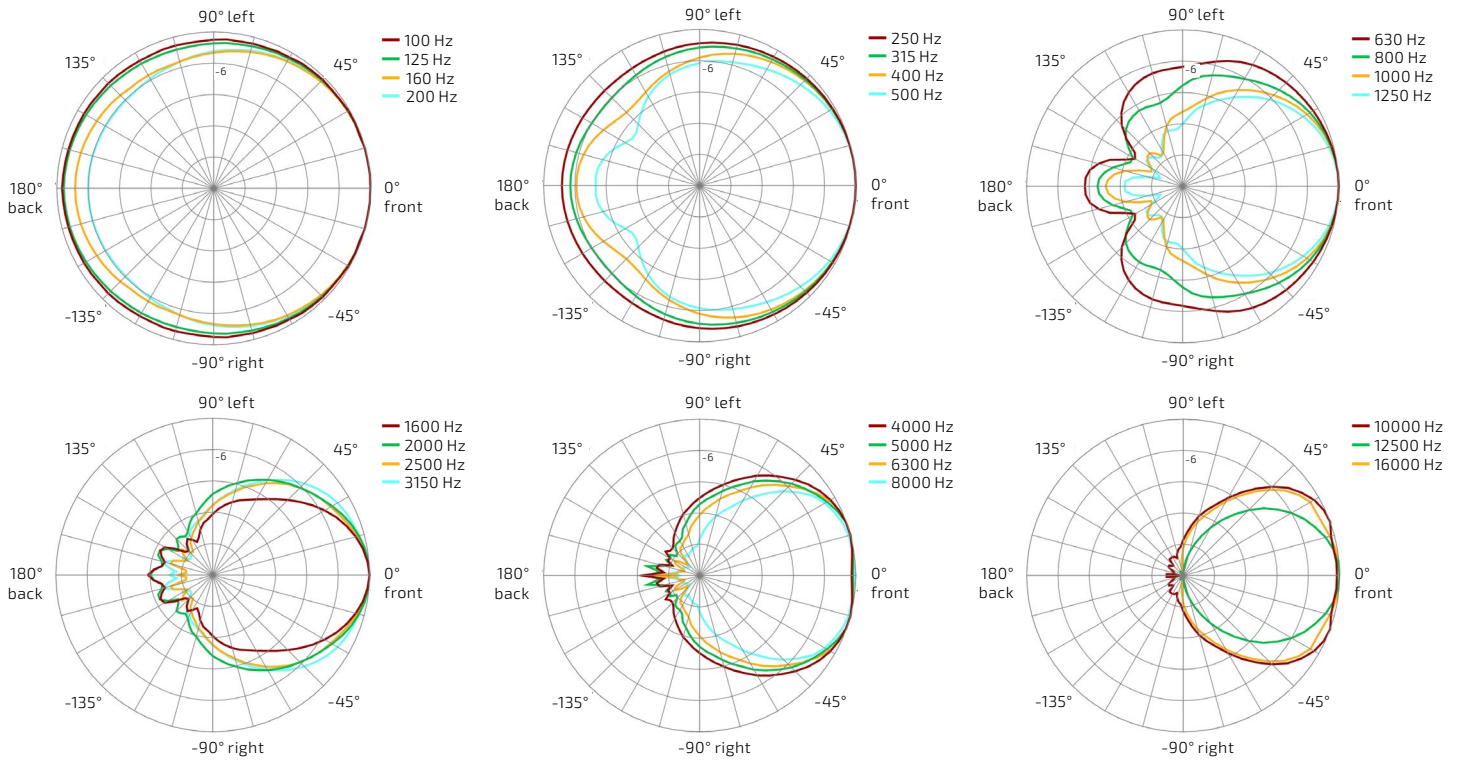 90° left
135°
45°
-6
180°
back
0°
front
-135°
-45°
-90° right
100 Hz
125 Hz
160 Hz
200 Hz
90° left
135°
45°
-6
180°
back
0°
front
-135°
-45°
-90° right
250 Hz
315 Hz
400 Hz
500 Hz
90° left
135°
45°
-6
180°
back
0°
front
-135°
-45°
-90° right
630 Hz
800 Hz
1000 Hz
1250 Hz
90° left
135°
45°
-6
180°
back
0°
front
-135°
-45°
-90° right
1600 Hz
2000 Hz
2500 Hz
3150 Hz
90° left
135°
45°
-6
180°
back
0°
front
-135°
-45°
-90° right
4000 Hz
5000 Hz
6300 Hz
8000 Hz
90° left
135°
45°
-6
180°
back
0°
front
-135°
-45°
-90° right
10000 Hz
12500 Hz
16000 Hz